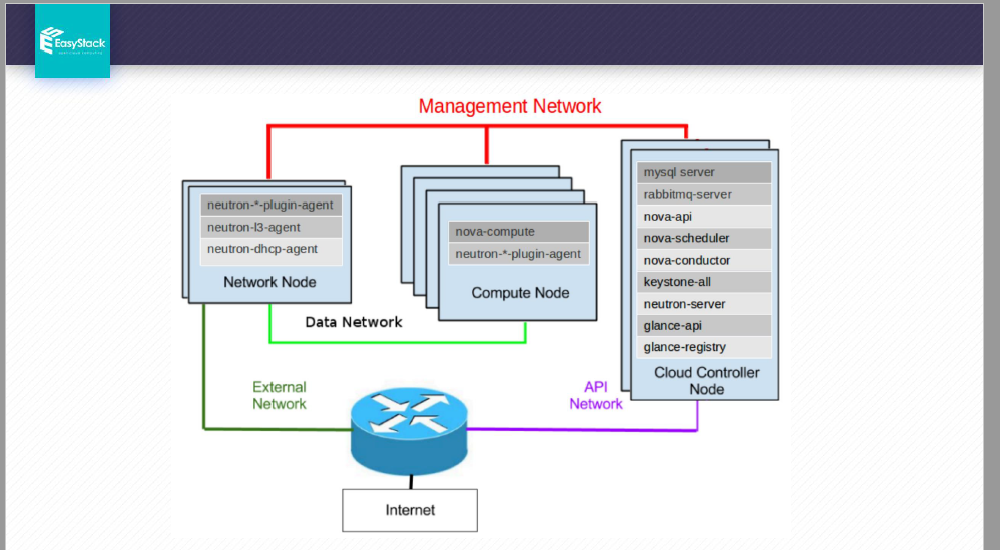 EasyStack
Management Network
neutron-*-plugin-agent
neutron-l3-agent
neutron-dhcp-agent
Network Node
nova-compute
neutron-*-plugin-agent
Compute Node
mysql server
rabbitmq-server
nova-api
nova-scheduler
nova-conductor
keystone-all
neutron-server
glance-api
glance-registry
Cloud Controller
Node
Data Network
External
Network
API
Network
Internet